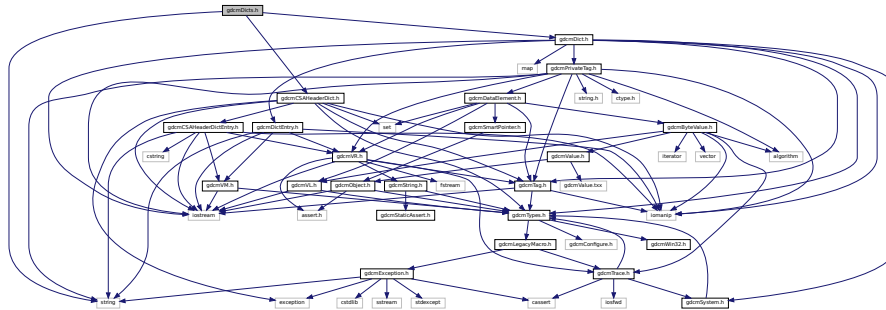 gdcmDicts.h
gdcmDict.h
map
gdcmPrivateTag.h
gdcmCSAHeaderDict.h
gdcmDataElement.h
string.h
ctype.h
gdcmCSAHeaderDictEntry.h
gdcmDictEntry.h
set
gdcmSmartPointer.h
gdcmByteValue.h
cstring
gdcmVR.h
gdcmValue.h
iterator
vector
algorithm
gdcmVM.h
gdcmVL.h
gdcmObject.h
gdcmString.h
fstream
gdcmTag.h
gdcmValue.txx
iostream
assert.h
gdcmStaticAssert.h
gdcmTypes.h
iomanip
gdcmLegacyMacro.h
gdcmConfigure.h
gdcmWin32.h
gdcmException.h
gdcmTrace.h
string
exception
cstdlib
sstream
stdexcept
cassert
iosfwd
gdcmSystem.h